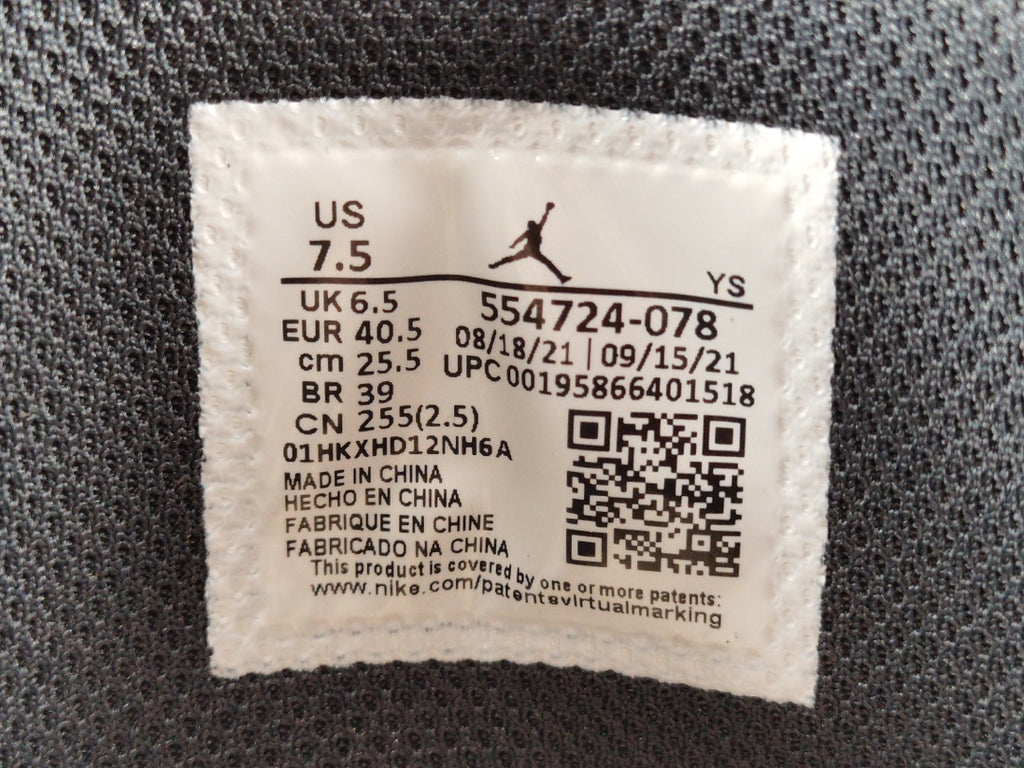 US
7.5
YS
UK 6.5
EUR 40.5
cm 25.5
BR 39
CN 255(2.5)
554724-078
08/18/21 | 09/15/21
UPC 00195866401518
01HKXHD12NH6A
MADE IN CHINA
HECHO EN CHINA
FABRIQUE EN CHINE
FABRICADO NA CHINA
This product is covered by one or more patents:
www.nike.com/patentsvirtualmarking